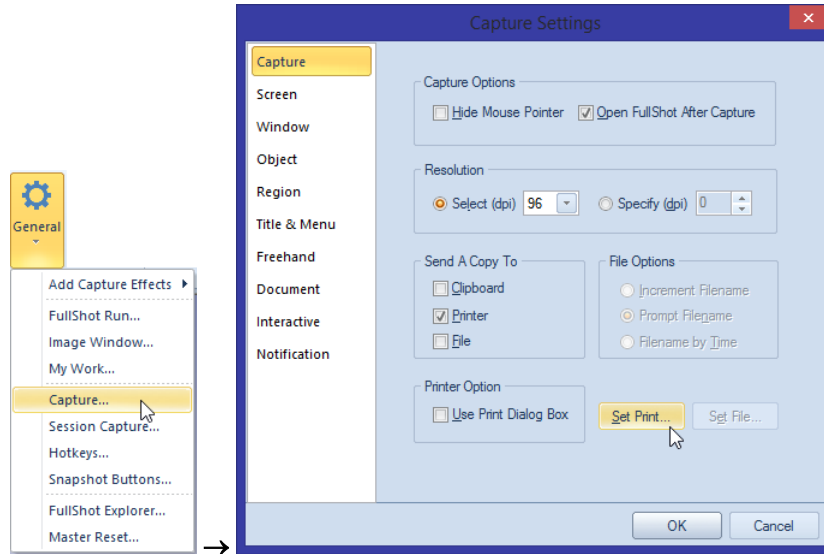 General
Add Capture Effects
FullShot Run...
Image Window...
My Work...
Capture...
Session Capture...
Hotkeys...
Snapshot Buttons...
FullShot Explorer...
Master Reset...
→
Capture Settings
Capture
Screen
Window
Object
Region
Title & Menu
Freehand
Document
Interactive
Notification
Capture Options
Hide Mouse Pointer Open FullShot After Capture
Resolution
Select (dpi) 96 Specify (dpi) 0
Send A Copy To
Clipboard
Printer
File
File Options
Increment Filename
Prompt Filename
Filename by Time
Printer Option
Use Print Dialog Box
Set Print... Set File...
OK Cancel